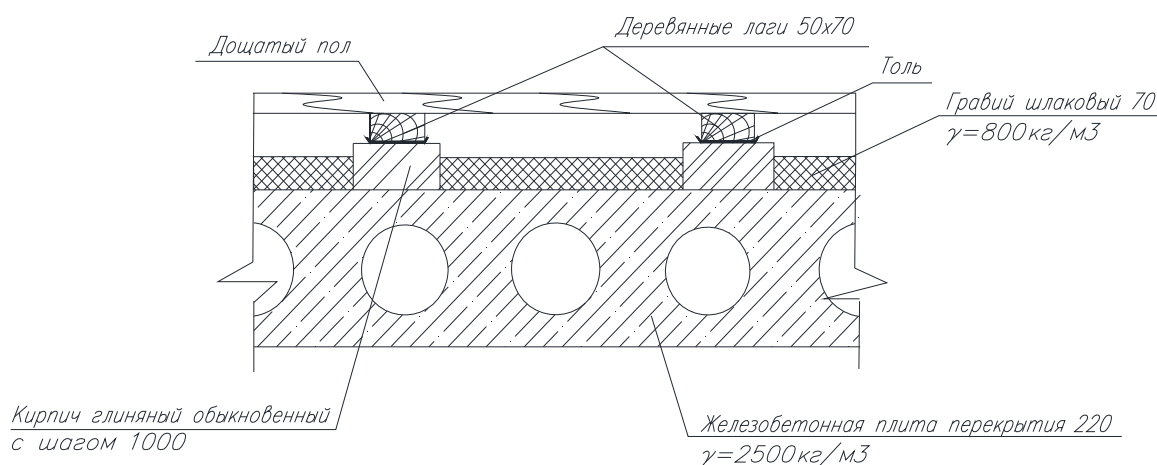 Деревянные лаги 50х70
Дощатый пол
Толь
Гравий шлаковый 70
γ=800кг/м3
Кирпич глиняный обыкновенный
с шагом 1000
Железобетонная плита перекрытия 220
γ=2500кг/м3